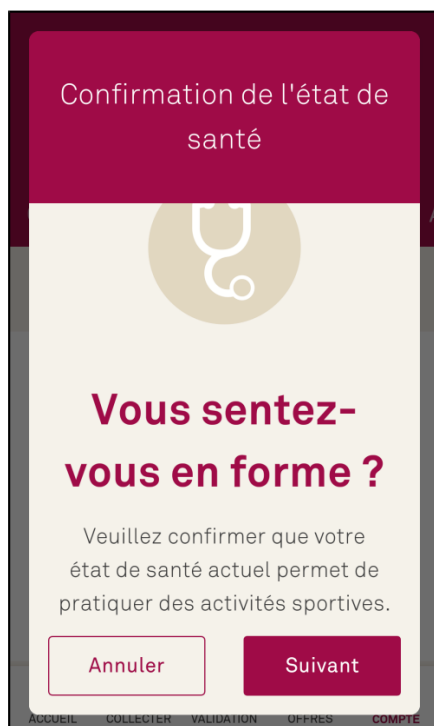 Confirmation de l'état de
santé
Vous sentez-
vous en forme ?
Veuillez confirmer que votre
état de santé actuel permet de
pratiquer des activités sportives.
Annuler
Suivant
ACCUEIL COLLECTER VALIDATION OFFRES COMPTE